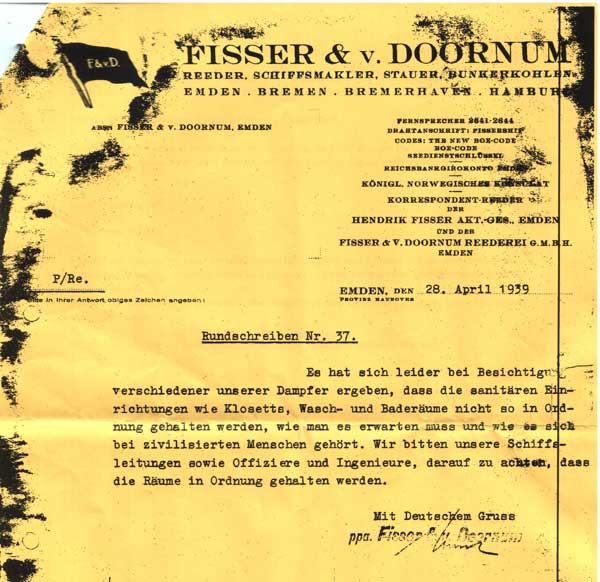 F.&v.D.
FISSER & v. DOORNUM
REEDER, SCHIFFSMAKLER, STAUER, BUNKERKOHLEN
EMDEN . BREMEN . BREMERHAVEN . HAMBURG
ABS: FISSER & v. DOORNUM, EMDEN
FERNSPRECHER 2641-2644
DRAHTANSCHRIFT: FISSERSHIP
CODES: THE NEW BOE-CODE
BOE-CODE
SEEDIENSTSCHLÜSSEL
REICHSBANKGIROKONTO EMDEN
KÖNIGL. NORWEGISCHES KONSULAT
KORRESPONDENT-REEDER
DER
HENDRIK FISSER AKT.-GES., EMDEN
UND DER
FISSER & V. DOORNUM REEDEREI G.M.B.H.
EMDEN
P/Re.
Bitte in Ihrer Antwort obiges Zeichen angeben!
EMDEN, DEN 28. April 1939
PROVINZ HANNOVER
Rundschreiben Nr. 37.
Es hat sich leider bei Besichtigung
verschiedener unserer Dampfer ergeben, dass die sanitären Ein-
richtungen wie Klosetts, Wasch- und Baderäume nicht so in Ord-
nung gehalten werden, wie man es erwarten muss und wie es sich
bei zivilisierten Menschen gehört. Wir bitten unsere Schiffs-
leitungen sowie Offiziere und Ingenieure, darauf zu achten, dass
die Räume in Ordnung gehalten werden.
Mit Deutschem Gruss
ppa. Fisser & v. Doornum